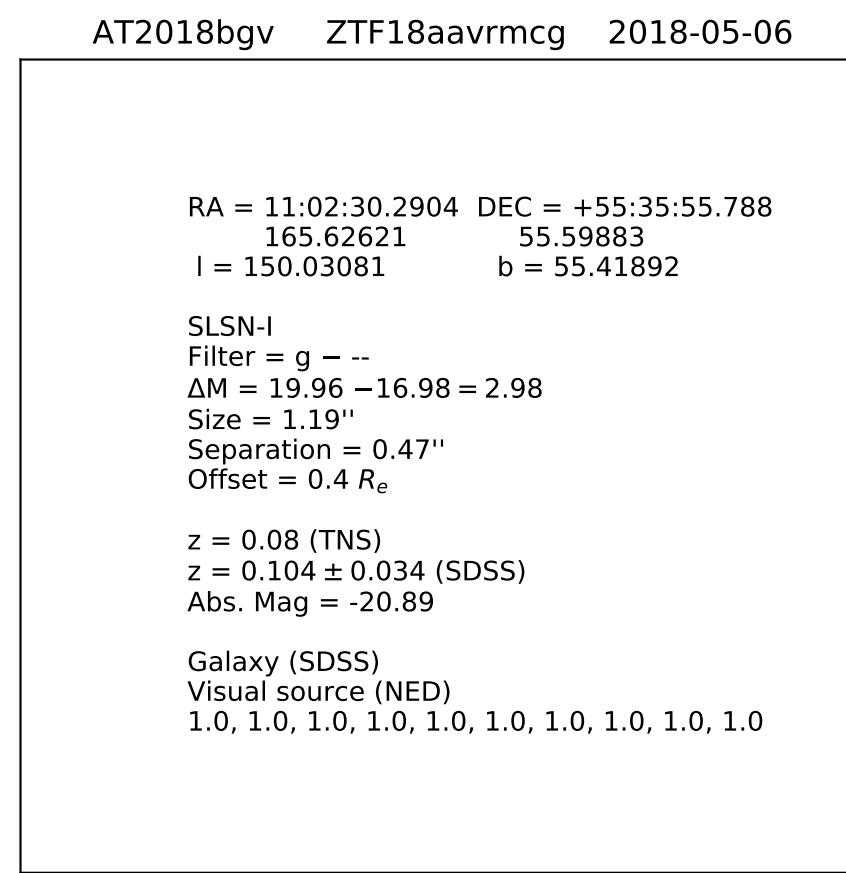 AT2018bgv ZTF18aavrmcg 2018-05-06
RA = 11:02:30.2904 DEC = +55:35:55.788
165.62621 55.59883
l = 150.03081 b = 55.41892
SLSN-I
Filter = g − --
ΔM = 19.96 −16.98 = 2.98
Size = 1.19''
Separation = 0.47''
Offset = 0.4 Re
z = 0.08 (TNS)
z = 0.104 ± 0.034 (SDSS)
Abs. Mag = -20.89
Galaxy (SDSS)
Visual source (NED)
1.0, 1.0, 1.0, 1.0, 1.0, 1.0, 1.0, 1.0, 1.0, 1.0